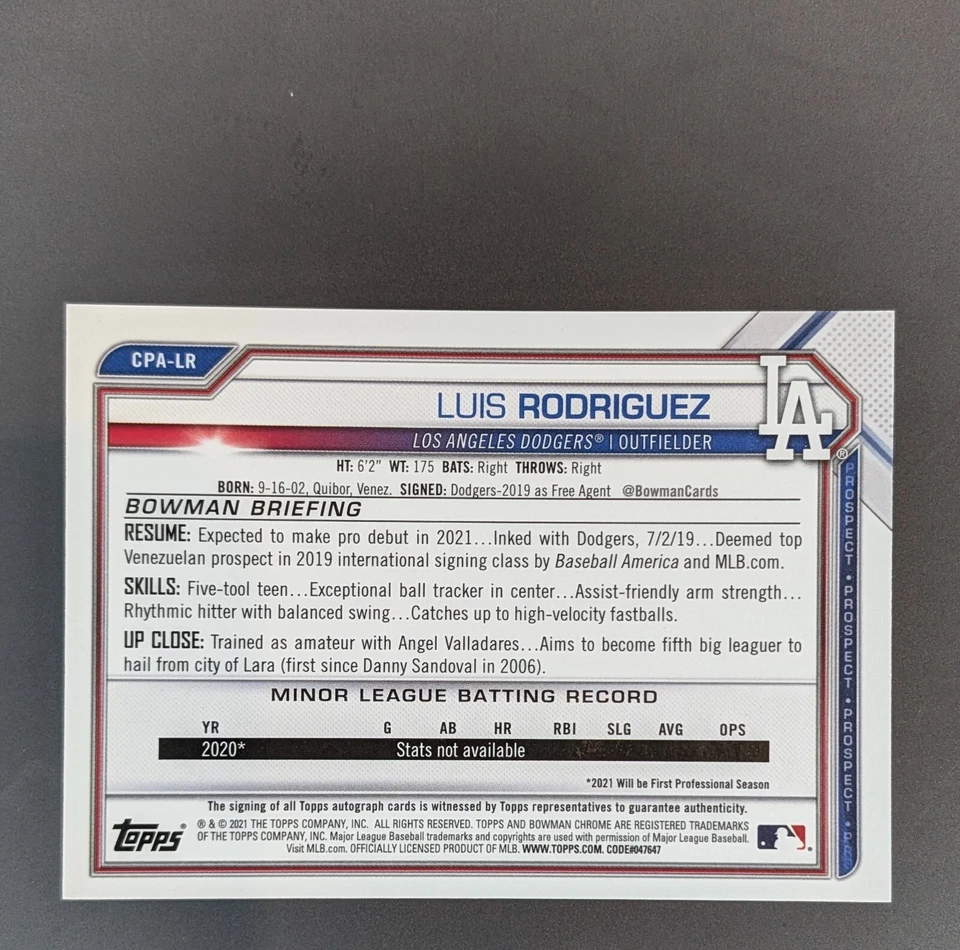 CPA-LR
LUIS RODRIGUEZ
LOS ANGELES DODGERS® | OUTFIELDER
LA
®
HT: 6'2" WT: 175 BATS: Right THROWS: Right
BORN: 9-16-02, Quibor, Venez. SIGNED: Dodgers-2019 as Free Agent @BowmanCards
BOWMAN BRIEFING
RESUME: Expected to make pro debut in 2021...Inked with Dodgers, 7/2/19...Deemed top
Venezuelan prospect in 2019 international signing class by Baseball America and MLB.com.
SKILLS: Five-tool teen...Exceptional ball tracker in center...Assist-friendly arm strength...
Rhythmic hitter with balanced swing...Catches up to high-velocity fastballs.
UP CLOSE: Trained as amateur with Angel Valladares...Aims to become fifth big leaguer to
hail from city of Lara (first since Danny Sandoval in 2006).
MINOR LEAGUE BATTING RECORD
YR G AB HR RBI SLG AVG OPS
2020* Stats not available
*2021 Will be First Professional Season
The signing of all Topps autograph cards is witnessed by Topps representatives to guarantee authenticity.
Topps®
® & © 2021 THE TOPPS COMPANY, INC. ALL RIGHTS RESERVED. TOPPS AND BOWMAN CHROME ARE REGISTERED TRADEMARKS
OF THE TOPPS COMPANY, INC. Major League Baseball trademarks and copyrights are used with permission of Major League Baseball.
Visit MLB.com. OFFICIALLY LICENSED PRODUCT OF MLB. WWW.TOPPS.COM. CODE#047647
PROSPECT • PROSPECT • PROSPECT • PR